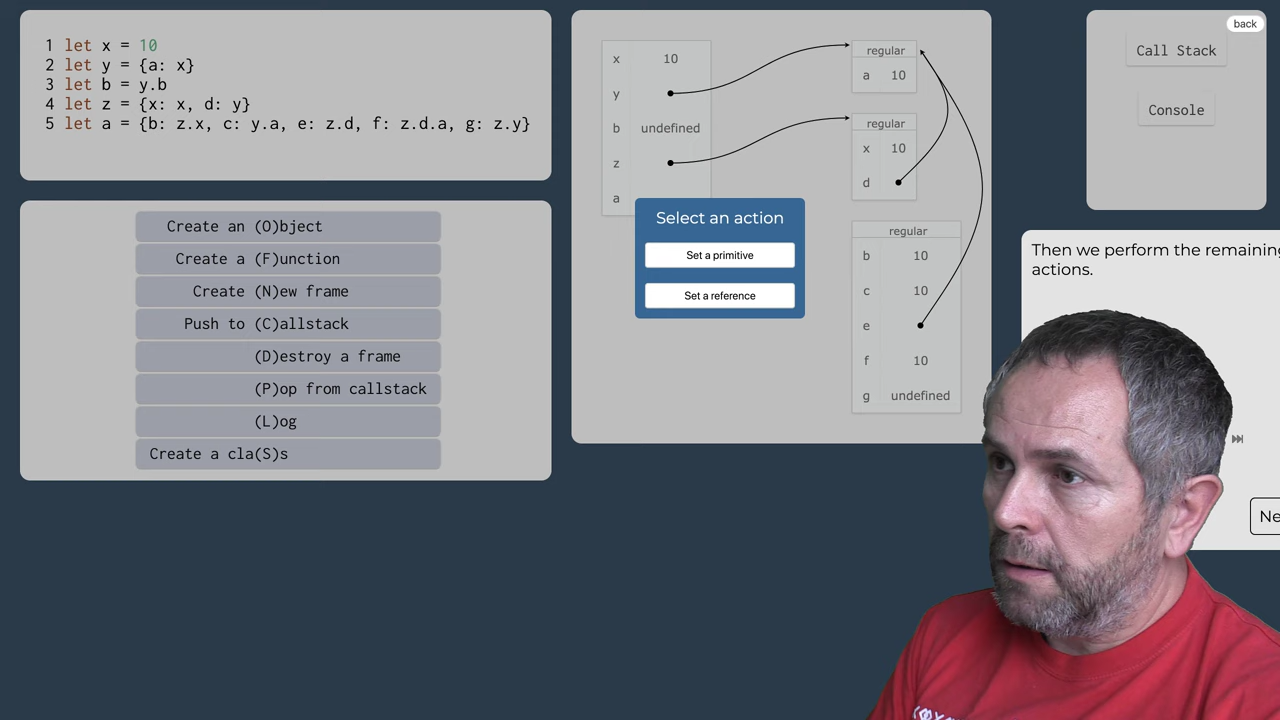 1 let x = 10
2 let y = {a: x}
3 let b = y.b
4 let z = {x: x, d: y}
5 let a = {b: z.x, c: y.a, e: z.d, f: z.d.a, g: z.y}
Create an (O)bject
Create a (F)unction
Create (N)ew frame
Push to (C)allstack
(D)estroy a frame
(P)op from callstack
(L)og
Create a cla(S)s
x 10
y
b undefined
z
a
regular
a 10
regular
x 10
d
regular
b 10
c 10
e
f 10
g undefined
Select an action
Set a primitive
Set a reference
back
Call Stack
Console
Then we perform the remaining
actions.
Ne